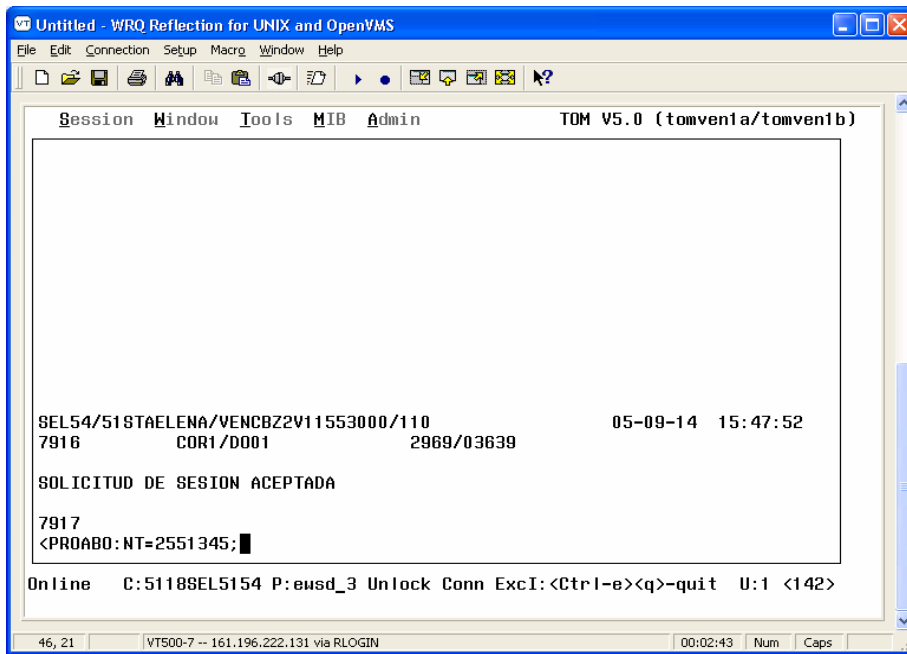 Untitled - WRQ Reflection for UNIX and OpenVMS
File Edit Connection Setup Macro Window Help
Session Window Tools MIB Admin TOM V5.0 (tomven1a/tomven1b)
SEL54/51STAELENA/VENCBZ2V11553000/110 05-09-14 15:47:52
7916 COR1/DO01 2969/03639
SOLICITUD DE SESION ACEPTADA
7917
<PROABO:NT=2551345;
Online C:5118SEL5154 P:ewsd_3 Unlock Conn ExcI:<Ctrl-e><q>-quit U:1 <142>
46, 21 VT500-7 -- 161.196.222.131 via RLOGIN 00:02:43 Num Caps